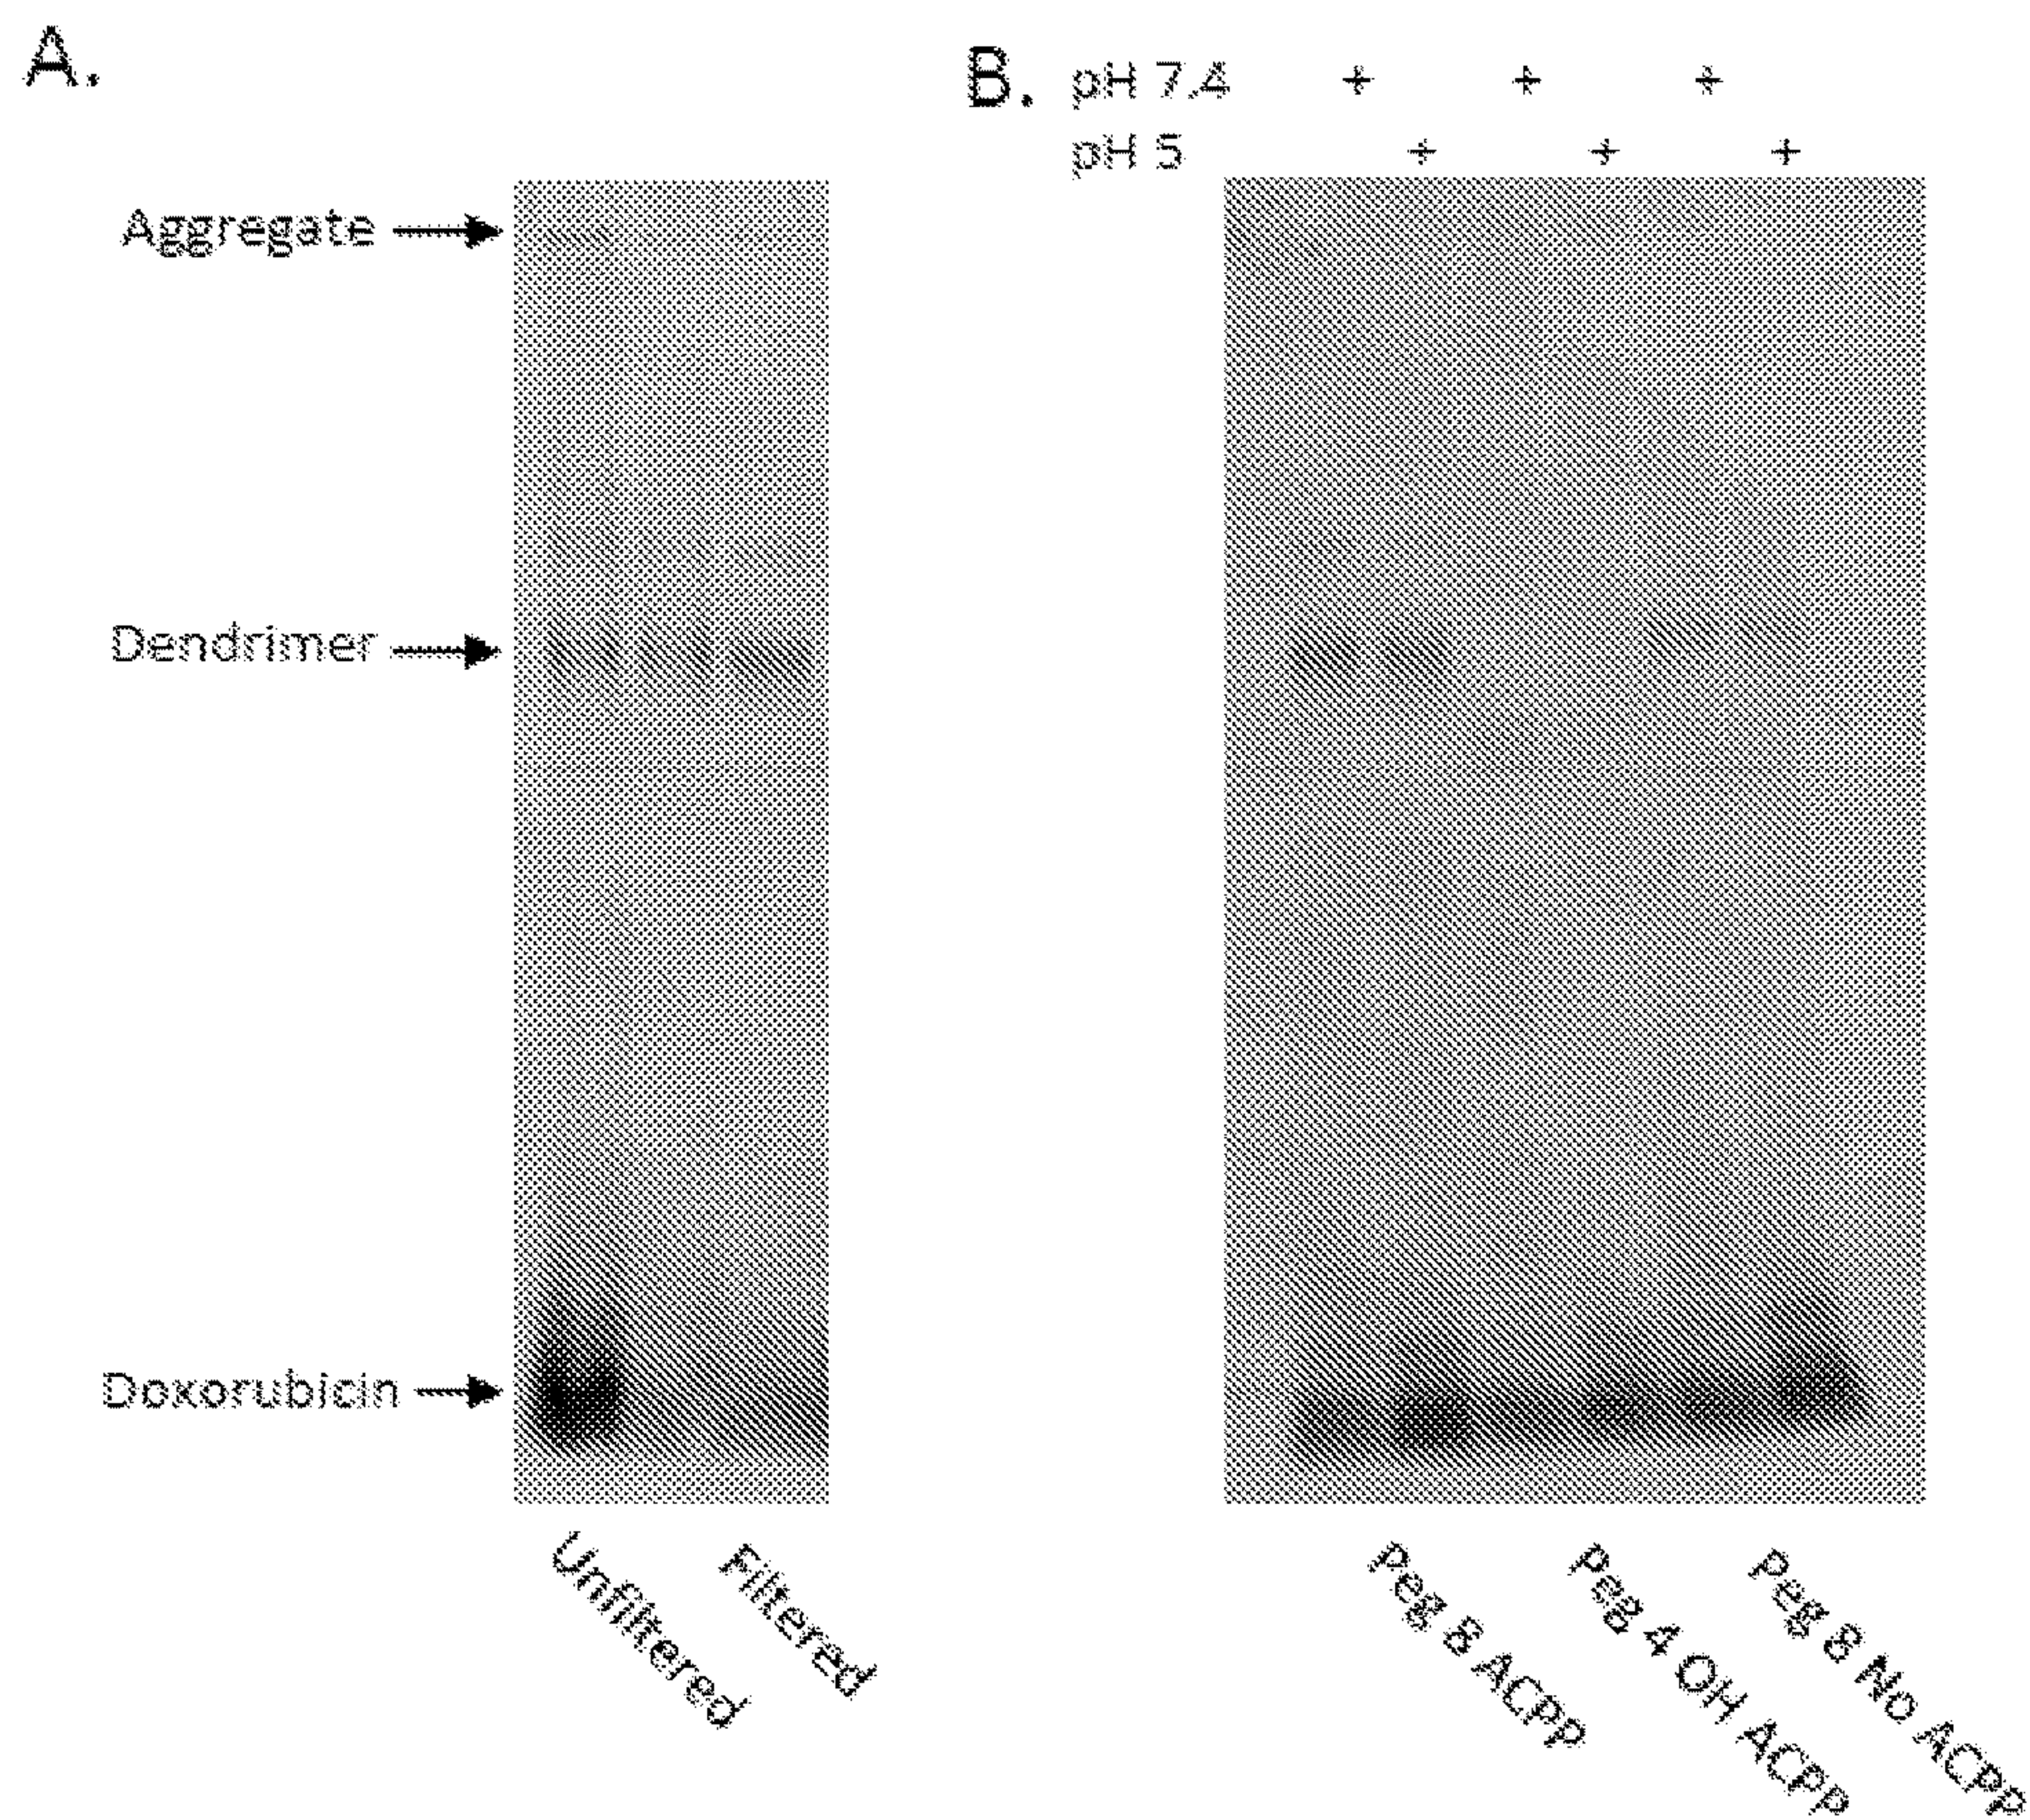 A.
Aggregate
Dendrimer
Doxorubicin
Unfiltered
Filtered
B.
pH 7.4 + + +
pH 5 + + +
Peg 8 ACPP
Peg 4 OH ACPP
Peg 8 No ACPP